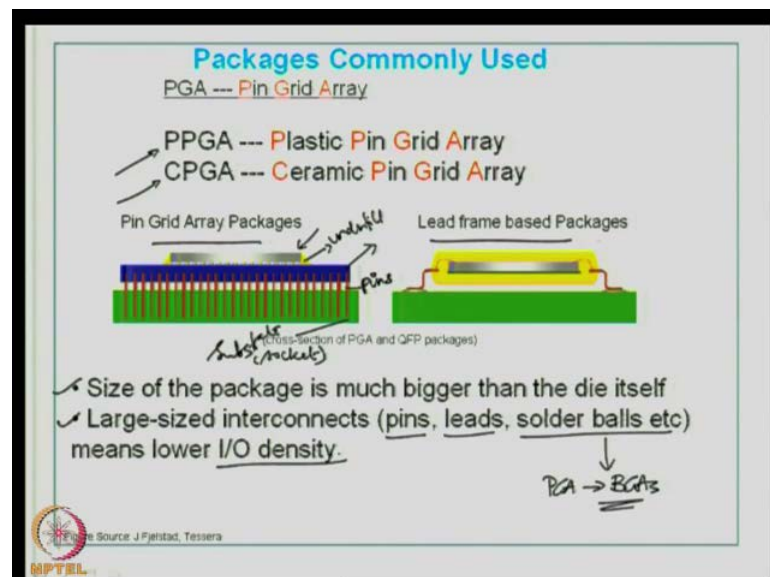 Packages Commonly Used
PGA --- Pin Grid Array
PPGA --- Plastic Pin Grid Array
CPGA --- Ceramic Pin Grid Array
Pin Grid Array Packages
Lead frame based Packages
underfill
pins
substrate
(sockets)
(cross-section of PGA and QFP packages)
Size of the package is much bigger than the die itself
Large-sized interconnects (pins, leads, solder balls etc)
means lower I/O density.
PGA → BGAs
Figure Source J Fjelstad, Tessera
NPTEL